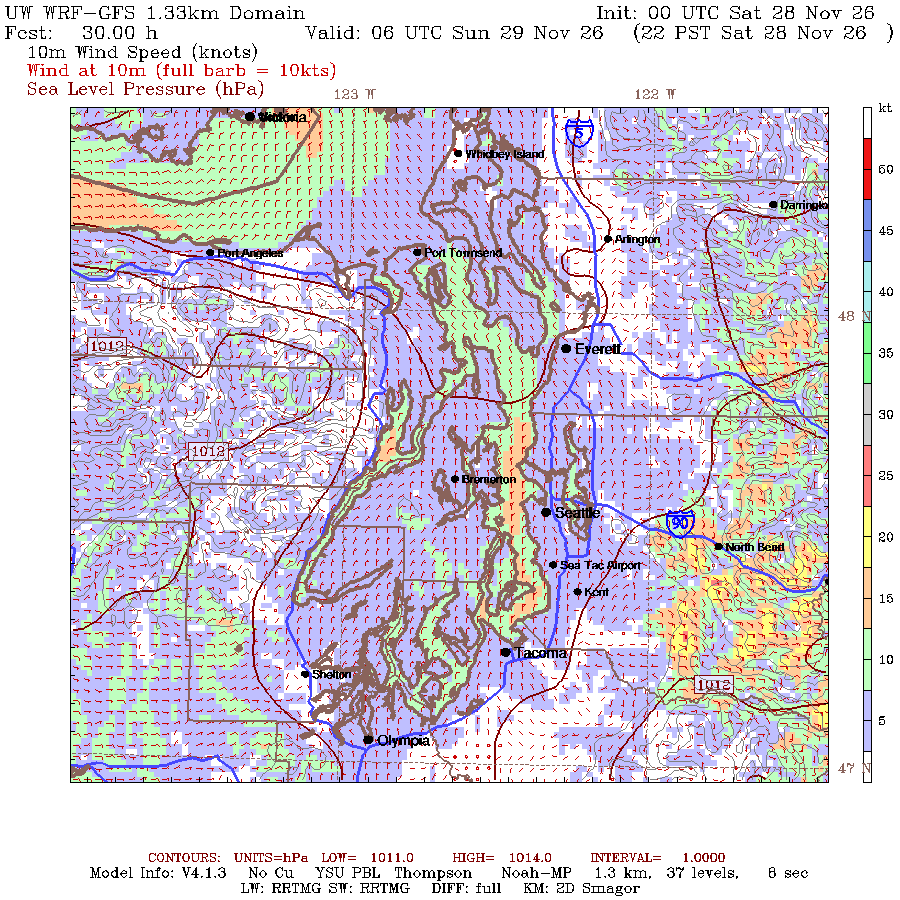 UW WRF-GFS 1.33km Domain Init: 00 UTC Sat 28 Nov 26
Fcst: 30.00 h Valid: 06 UTC Sun 29 Nov 26 (22 PST Sat 28 Nov 26 )
10m Wind Speed (knots)
Wind at 10m (full barb = 10kts)
Sea Level Pressure (hPa)
123 W 122 W
kt
Victoria
5
Whidbey Island
60
Darringto
45
Arlington
Port Angeles Port Townsend
40
48 N
1012 Everett
35
30
1012
Bremerton 25
Seattle
90
20
North Bend
Sea Tac Airport
Kent
15
Tacoma
10
Shelton
1012
5
Olympia
47 N
CONTOURS: UNITS=hPa LOW= 1011.0 HIGH= 1014.0 INTERVAL= 1.0000
Model Info: V4.1.3 No Cu YSU PBL Thompson Noah-MP 1.3 km, 37 levels, 8 sec
LW: RRTMG SW: RRTMG DIFF: full KM: 2D Smagor